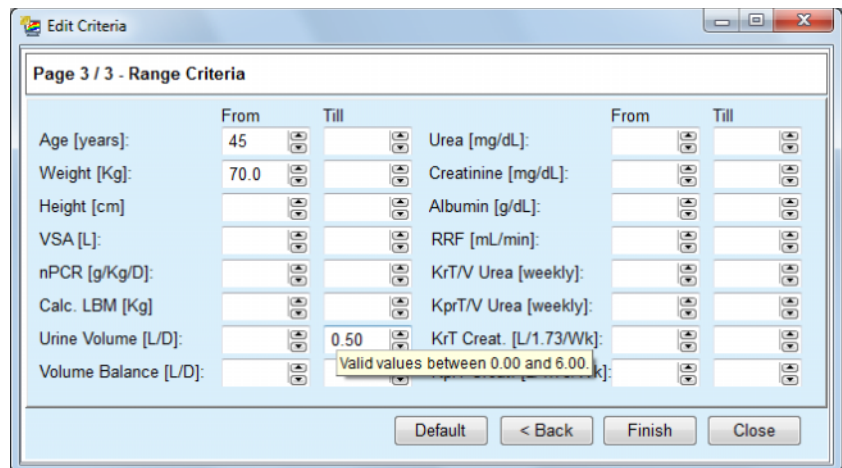 Edit Criteria
Page 3 / 3 - Range Criteria
From Till From Till
Age [years]: 45 Urea [mg/dL]:
Weight [Kg]: 70.0 Creatinine [mg/dL]:
Height [cm] Albumin [g/dL]:
VSA [L]: RRF [mL/min]:
nPCR [g/Kg/D]: KrT/V Urea [weekly]:
Calc. LBM [Kg] KprT/V Urea [weekly]:
Urine Volume [L/D]: 0.50 KrT Creat. [L/1.73/Wk]:
Valid values between 0.00 and 6.00.
Volume Balance [L/D]:
Default < Back Finish Close